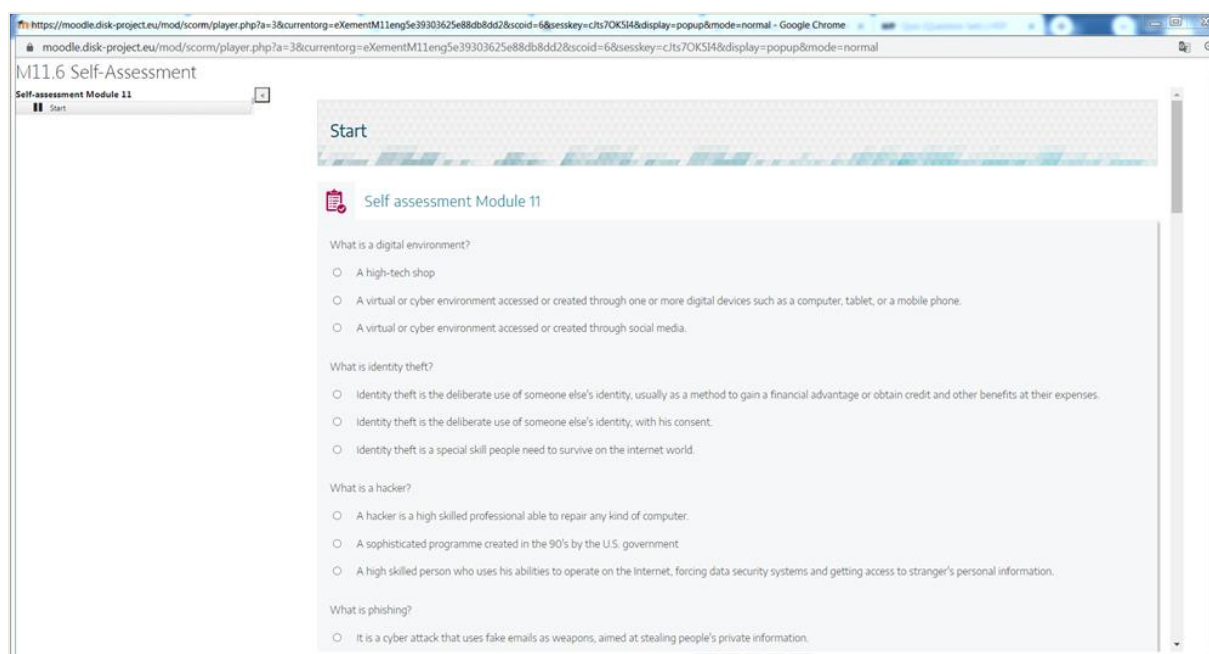 https://moodle.disk-project.eu/mod/scorm/player.php?a=3&currentorg=eXementM11eng5e39303625e88db8dd2&scoid=6&sesskey=cJts7OK5I4&display=popup&mode=normal - Google Chrome
moodle.disk-project.eu/mod/scorm/player.php?a=3&currentorg=eXementM11eng5e39303625e88db8dd2&scoid=6&sesskey=cJts7OK5I4&display=popup&mode=normal
M11.6 Self-Assessment
Self-assessment Module 11
Start
Start
Self assessment Module 11
What is a digital environment?
A high-tech shop
A virtual or cyber environment accessed or created through one or more digital devices such as a computer, tablet, or a mobile phone.
A virtual or cyber environment accessed or created through social media.
What is identity theft?
Identity theft is the deliberate use of someone else's identity, usually as a method to gain a financial advantage or obtain credit and other benefits at their expenses.
Identity theft is the deliberate use of someone else's identity, with his consent.
Identity theft is a special skill people need to survive on the internet world.
What is a hacker?
A hacker is a high skilled professional able to repair any kind of computer.
A sophisticated programme created in the 90's by the U.S. government
A high skilled person who uses his abilities to operate on the Internet, forcing data security systems and getting access to stranger's personal information.
What is phishing?
It is a cyber attack that uses fake emails as weapons, aimed at stealing people's private information.